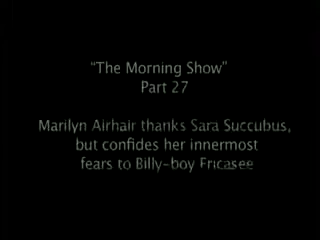 “The Morning Show”
Part 27
Marilyn Airhair thanks Sara Succubus,
but confides her innermost
fears to Billy-boy Fricasee